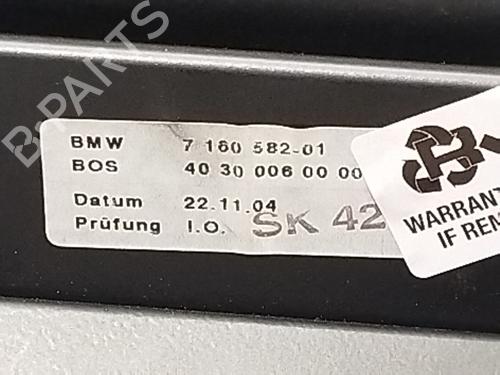 B-PARTS
BMW 7 160 582-01
BOS 40 30 006 00 00
Datum 22.11.04
Prüfung I.O. SK 42
WARRANT
IF REM